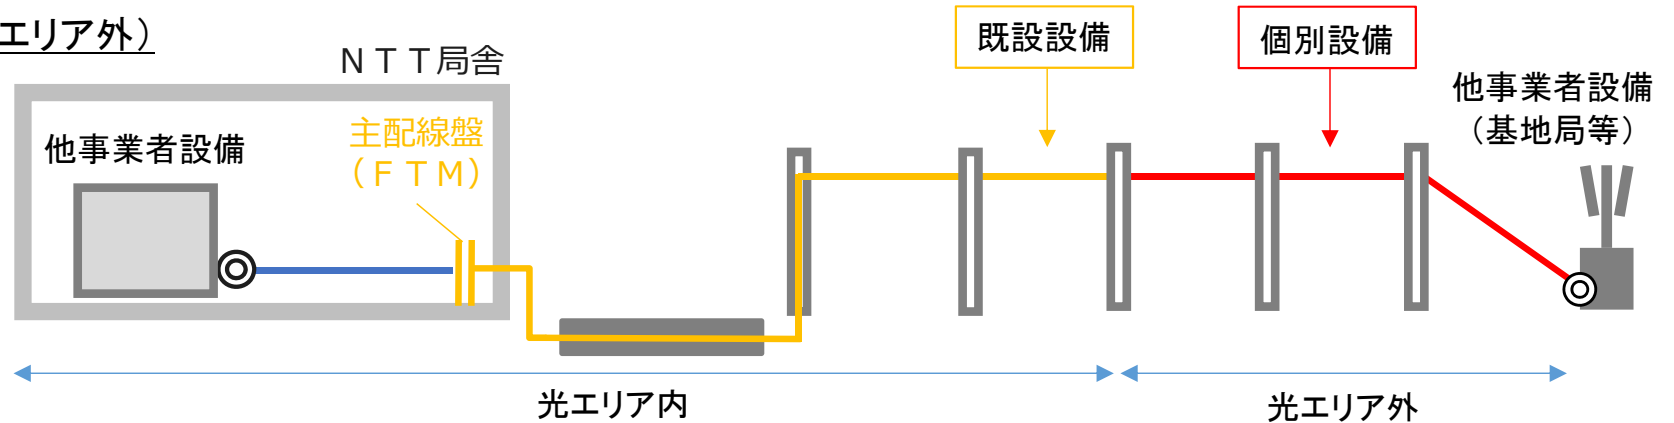 エリア外）
ＮＴＴ局舎
既設設備
個別設備
他事業者設備
（基地局等）
他事業者設備
主配線盤
（ＦＴＭ）
光エリア内
光エリア外